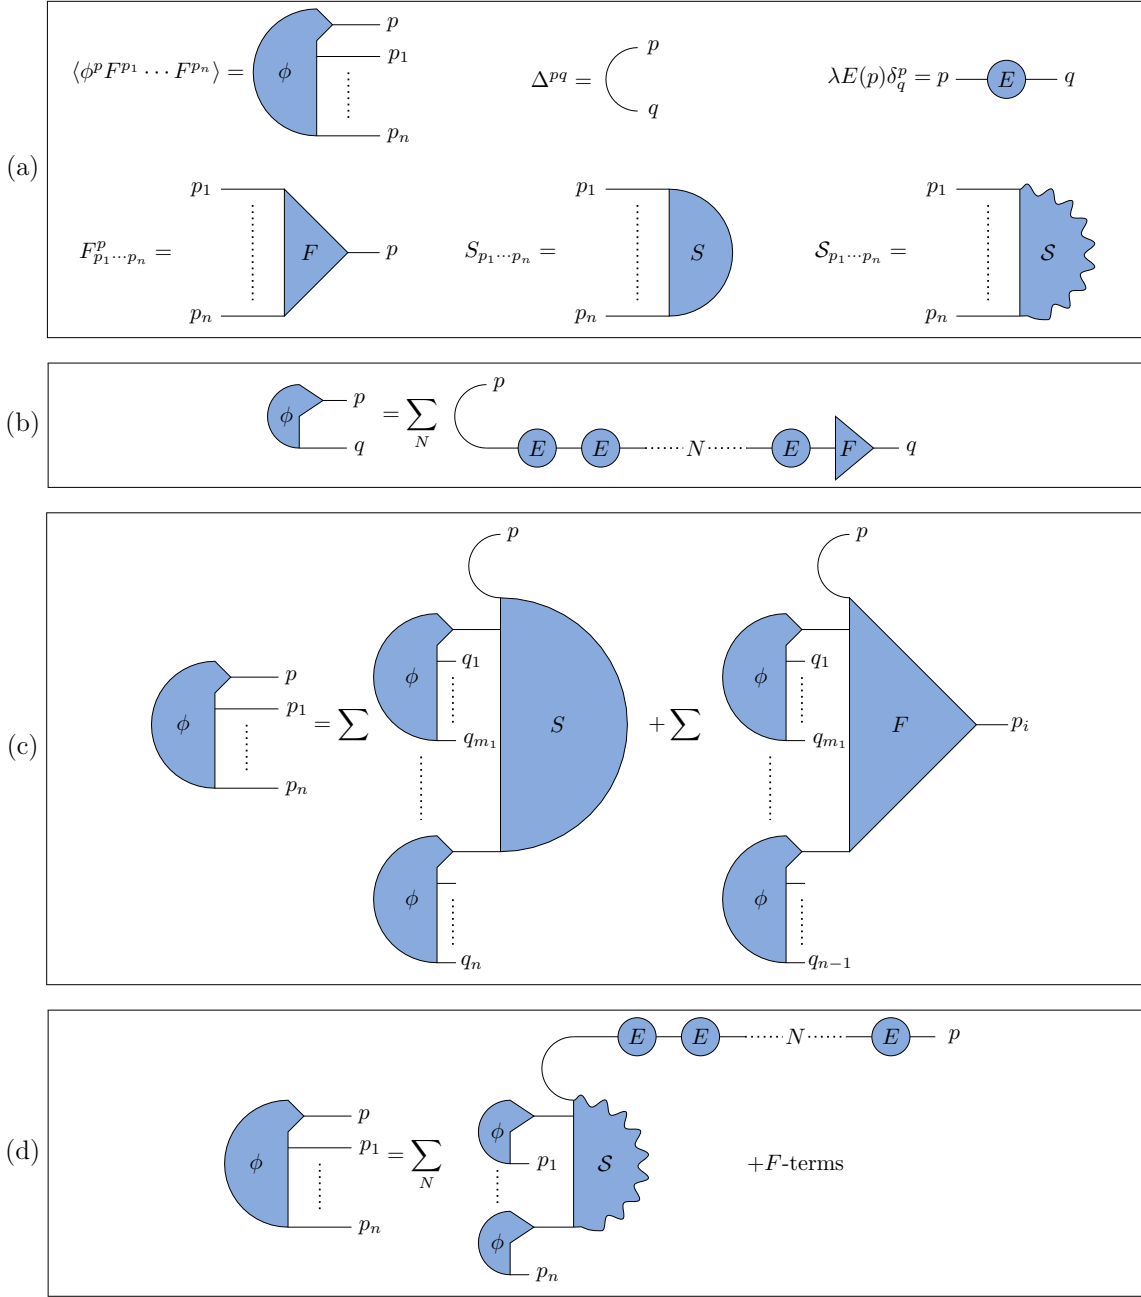 (a)
⟨ϕ^p F^{p_1} ⋯ F^{p_n}⟩ =
ϕ
p
p_1
p_n
Δ^{pq} =
p
q
λE(p)δ^p_q = p
E
q
F^p_{p_1⋯p_n} =
p_1
F
p
p_n
S_{p_1⋯p_n} =
p_1
S
p_n
𝒮_{p_1⋯p_n} =
p_1
𝒮
p_n
(b)
ϕ
p
q
= ∑_N
p
E
E
N
E
F
q
(c)
ϕ
p
p_1
p_n
= ∑
p
ϕ
q_1
q_{m_1}
S
ϕ
q_n
+ ∑
p
ϕ
q_1
q_{m_1}
F
p_i
ϕ
q_{n−1}
(d)
ϕ
p
p_1
p_n
= ∑_N
E
E
N
E
p
ϕ
p_1
𝒮
ϕ
p_n
+F-terms